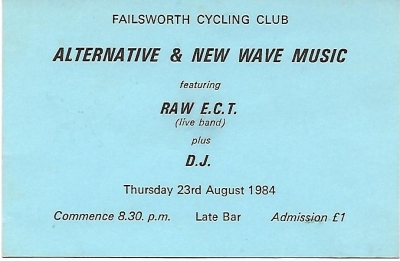 FAILSWORTH CYCLING CLUB
ALTERNATIVE & NEW WAVE MUSIC
featuring
RAW E.C.T.
(live band)
plus
D.J.
Thursday 23rd August 1984
Commence 8.30. p.m. Late Bar Admission £1